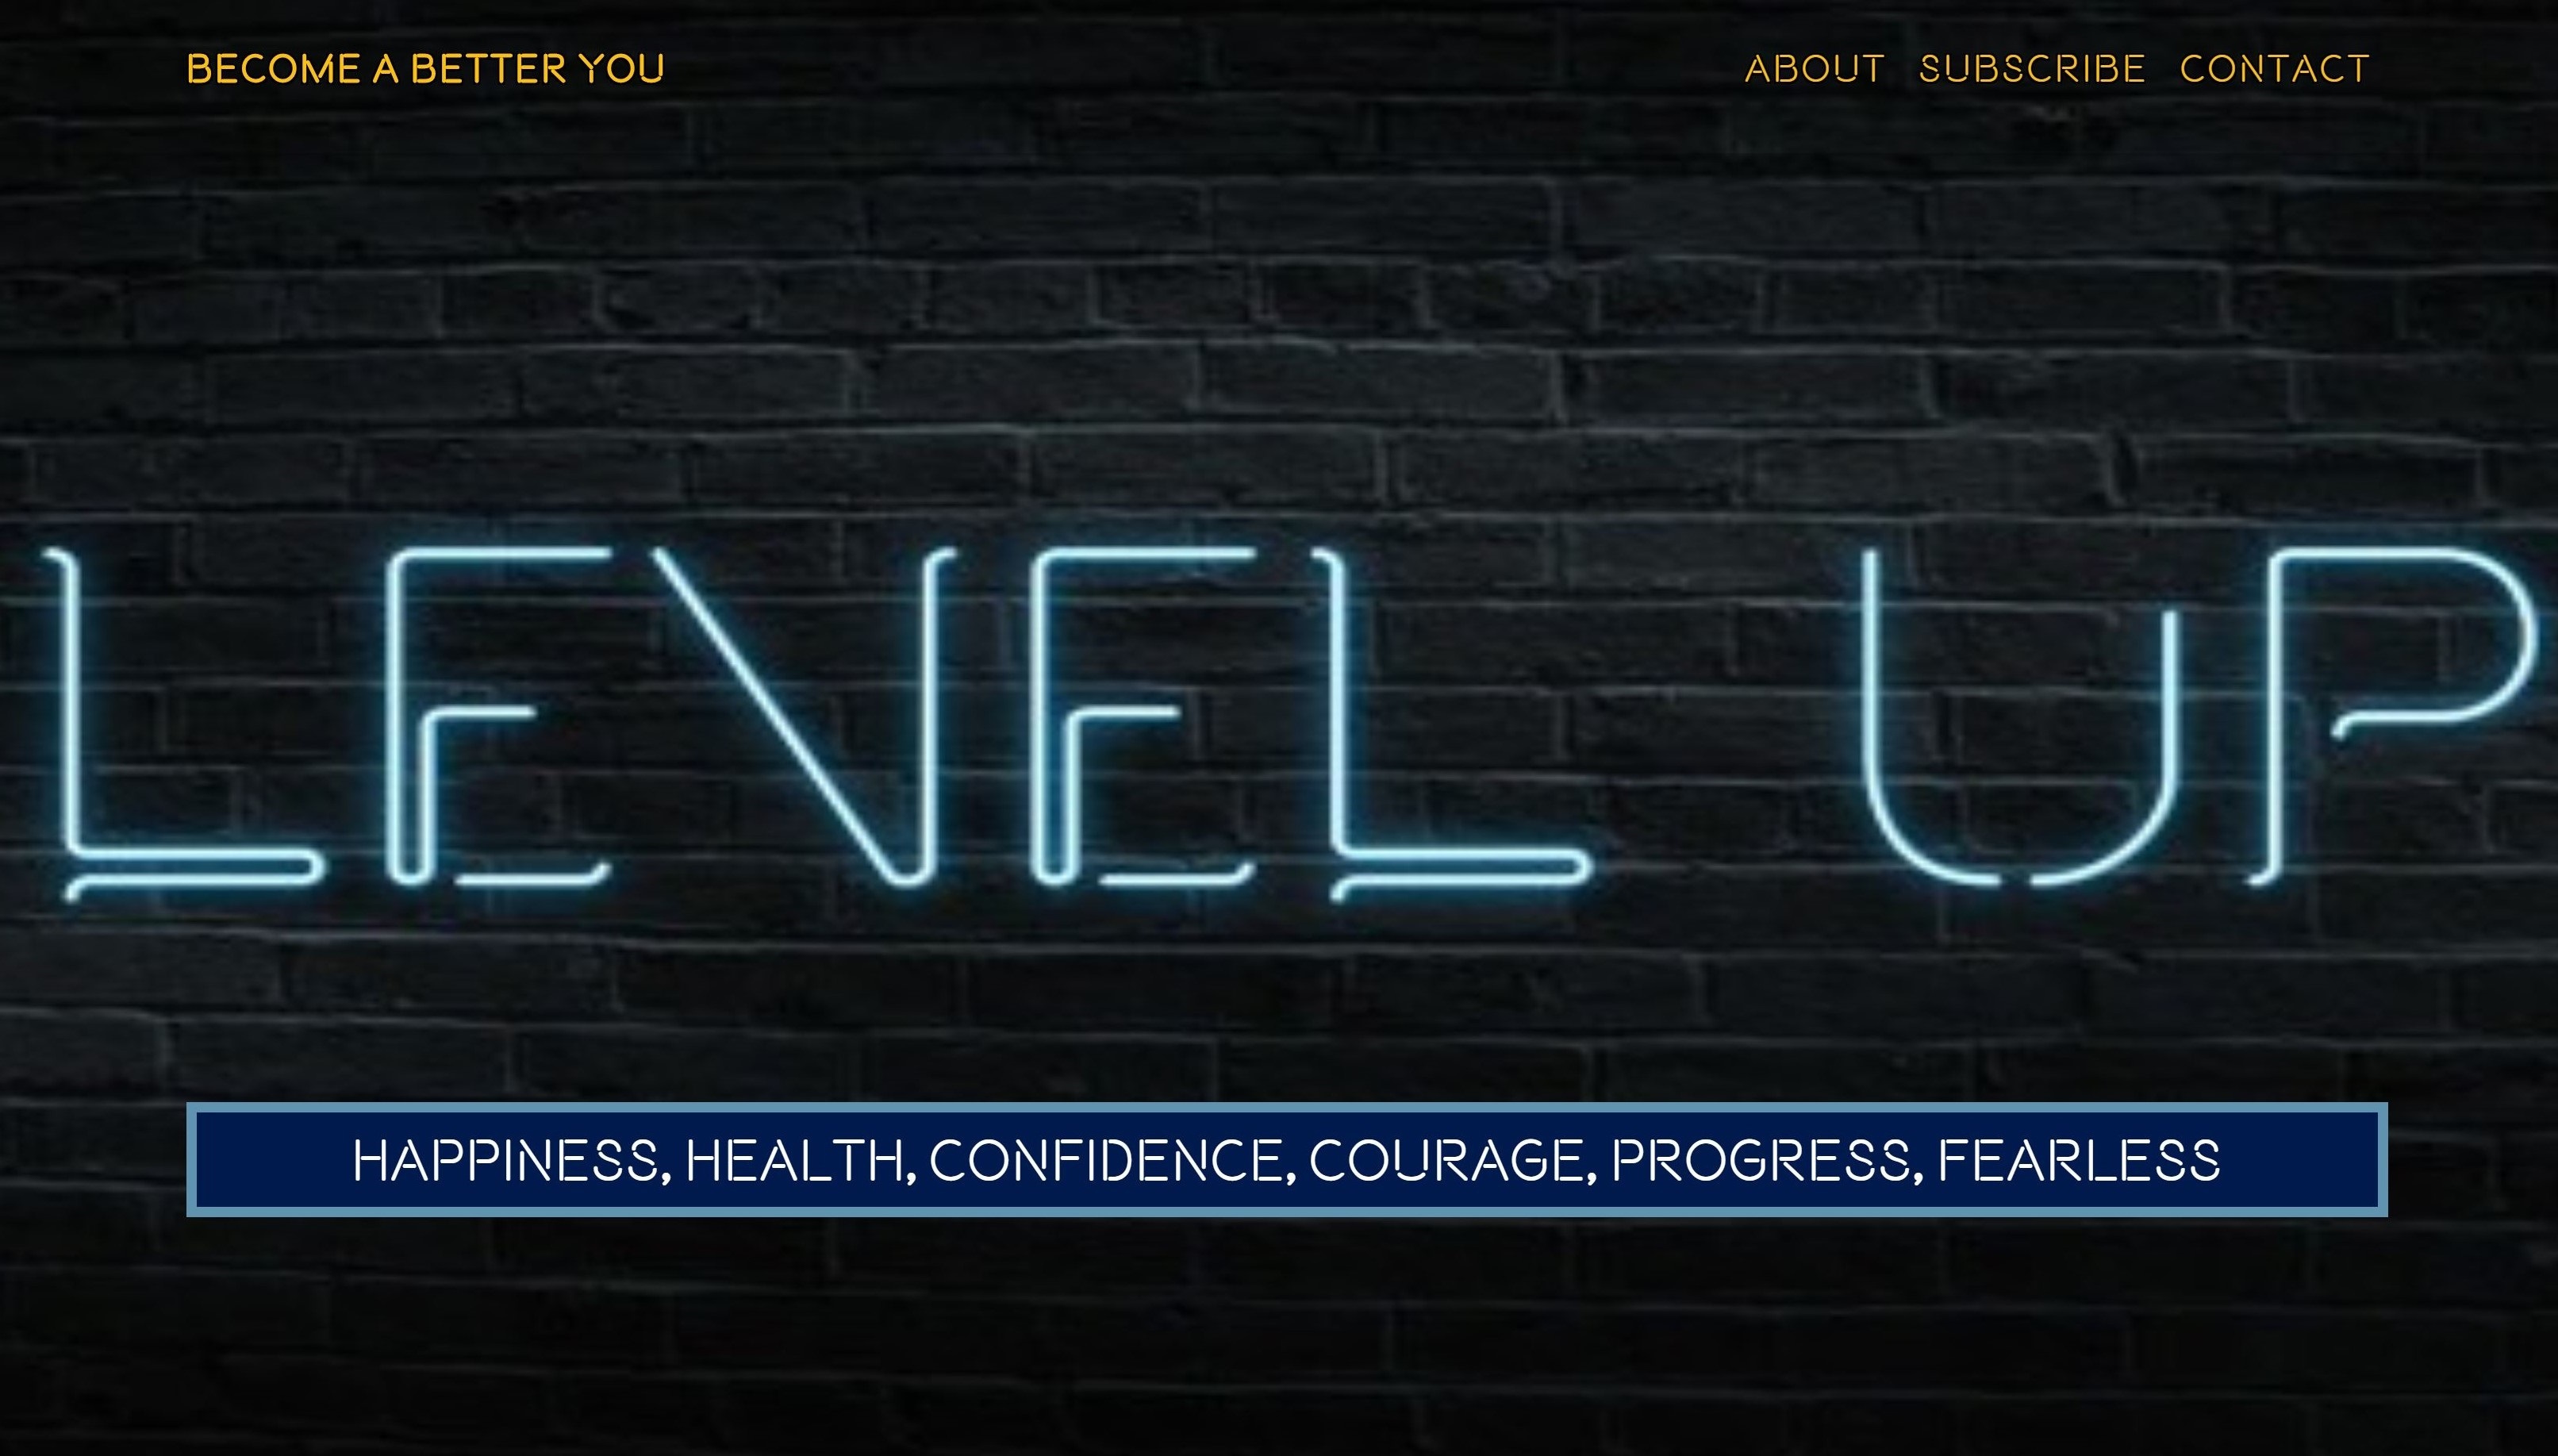 BECOME A BETTER YOU
ABOUT SUBSCRIBE CONTACT
LEVEL UP
HAPPINESS, HEALTH, CONFIDENCE, COURAGE, PROGRESS, FEARLESS